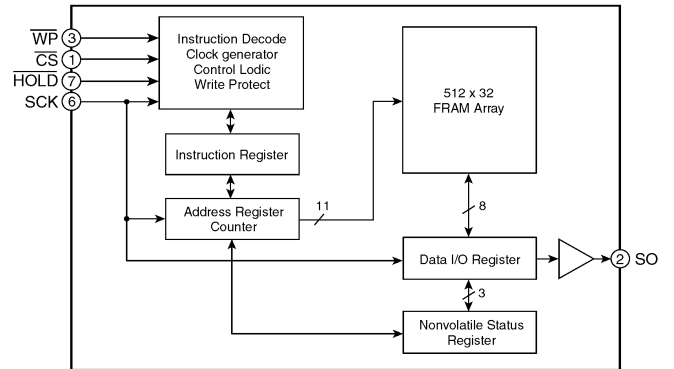 WP 3
CS 1
HOLD 7
SCK 6
Instruction Decode
Clock generator
Control Logic
Write Protect
512 x 32
FRAM Array
Instruction Register
11
8
Address Register
Counter
Data I/O Register
2 SO
3
Nonvolatile Status
Register